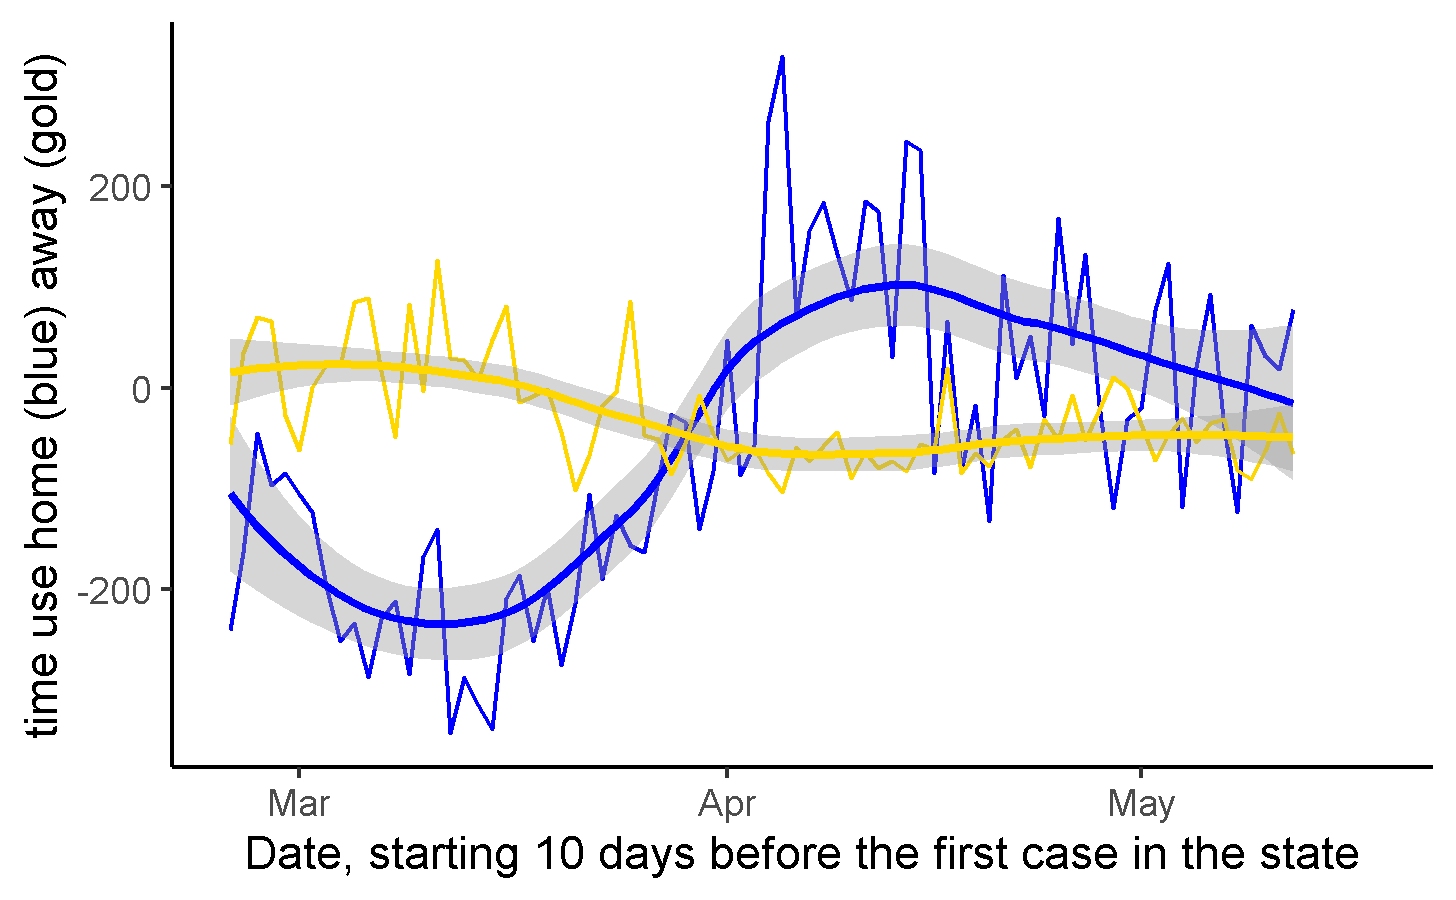 time use home (blue) away (gold)
200
0
-200
Mar
Apr
May
Date, starting 10 days before the first case in the state